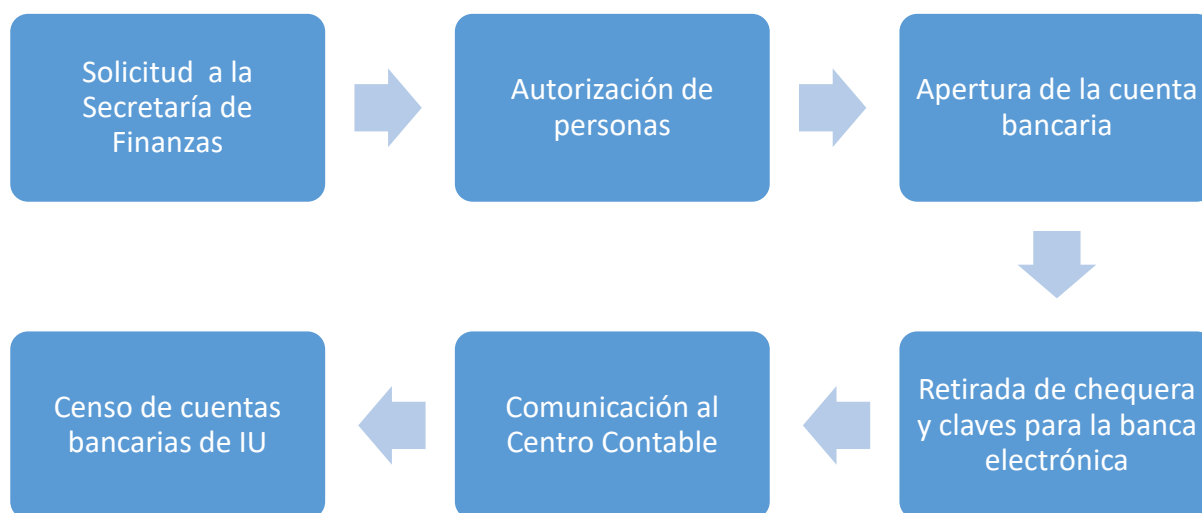 Solicitud a la
Secretaría de
Finanzas
Autorización de
personas
Apertura de la cuenta
bancaria
Retirada de chequera
y claves para la banca
electrónica
Comunicación al
Centro Contable
Censo de cuentas
bancarias de IU